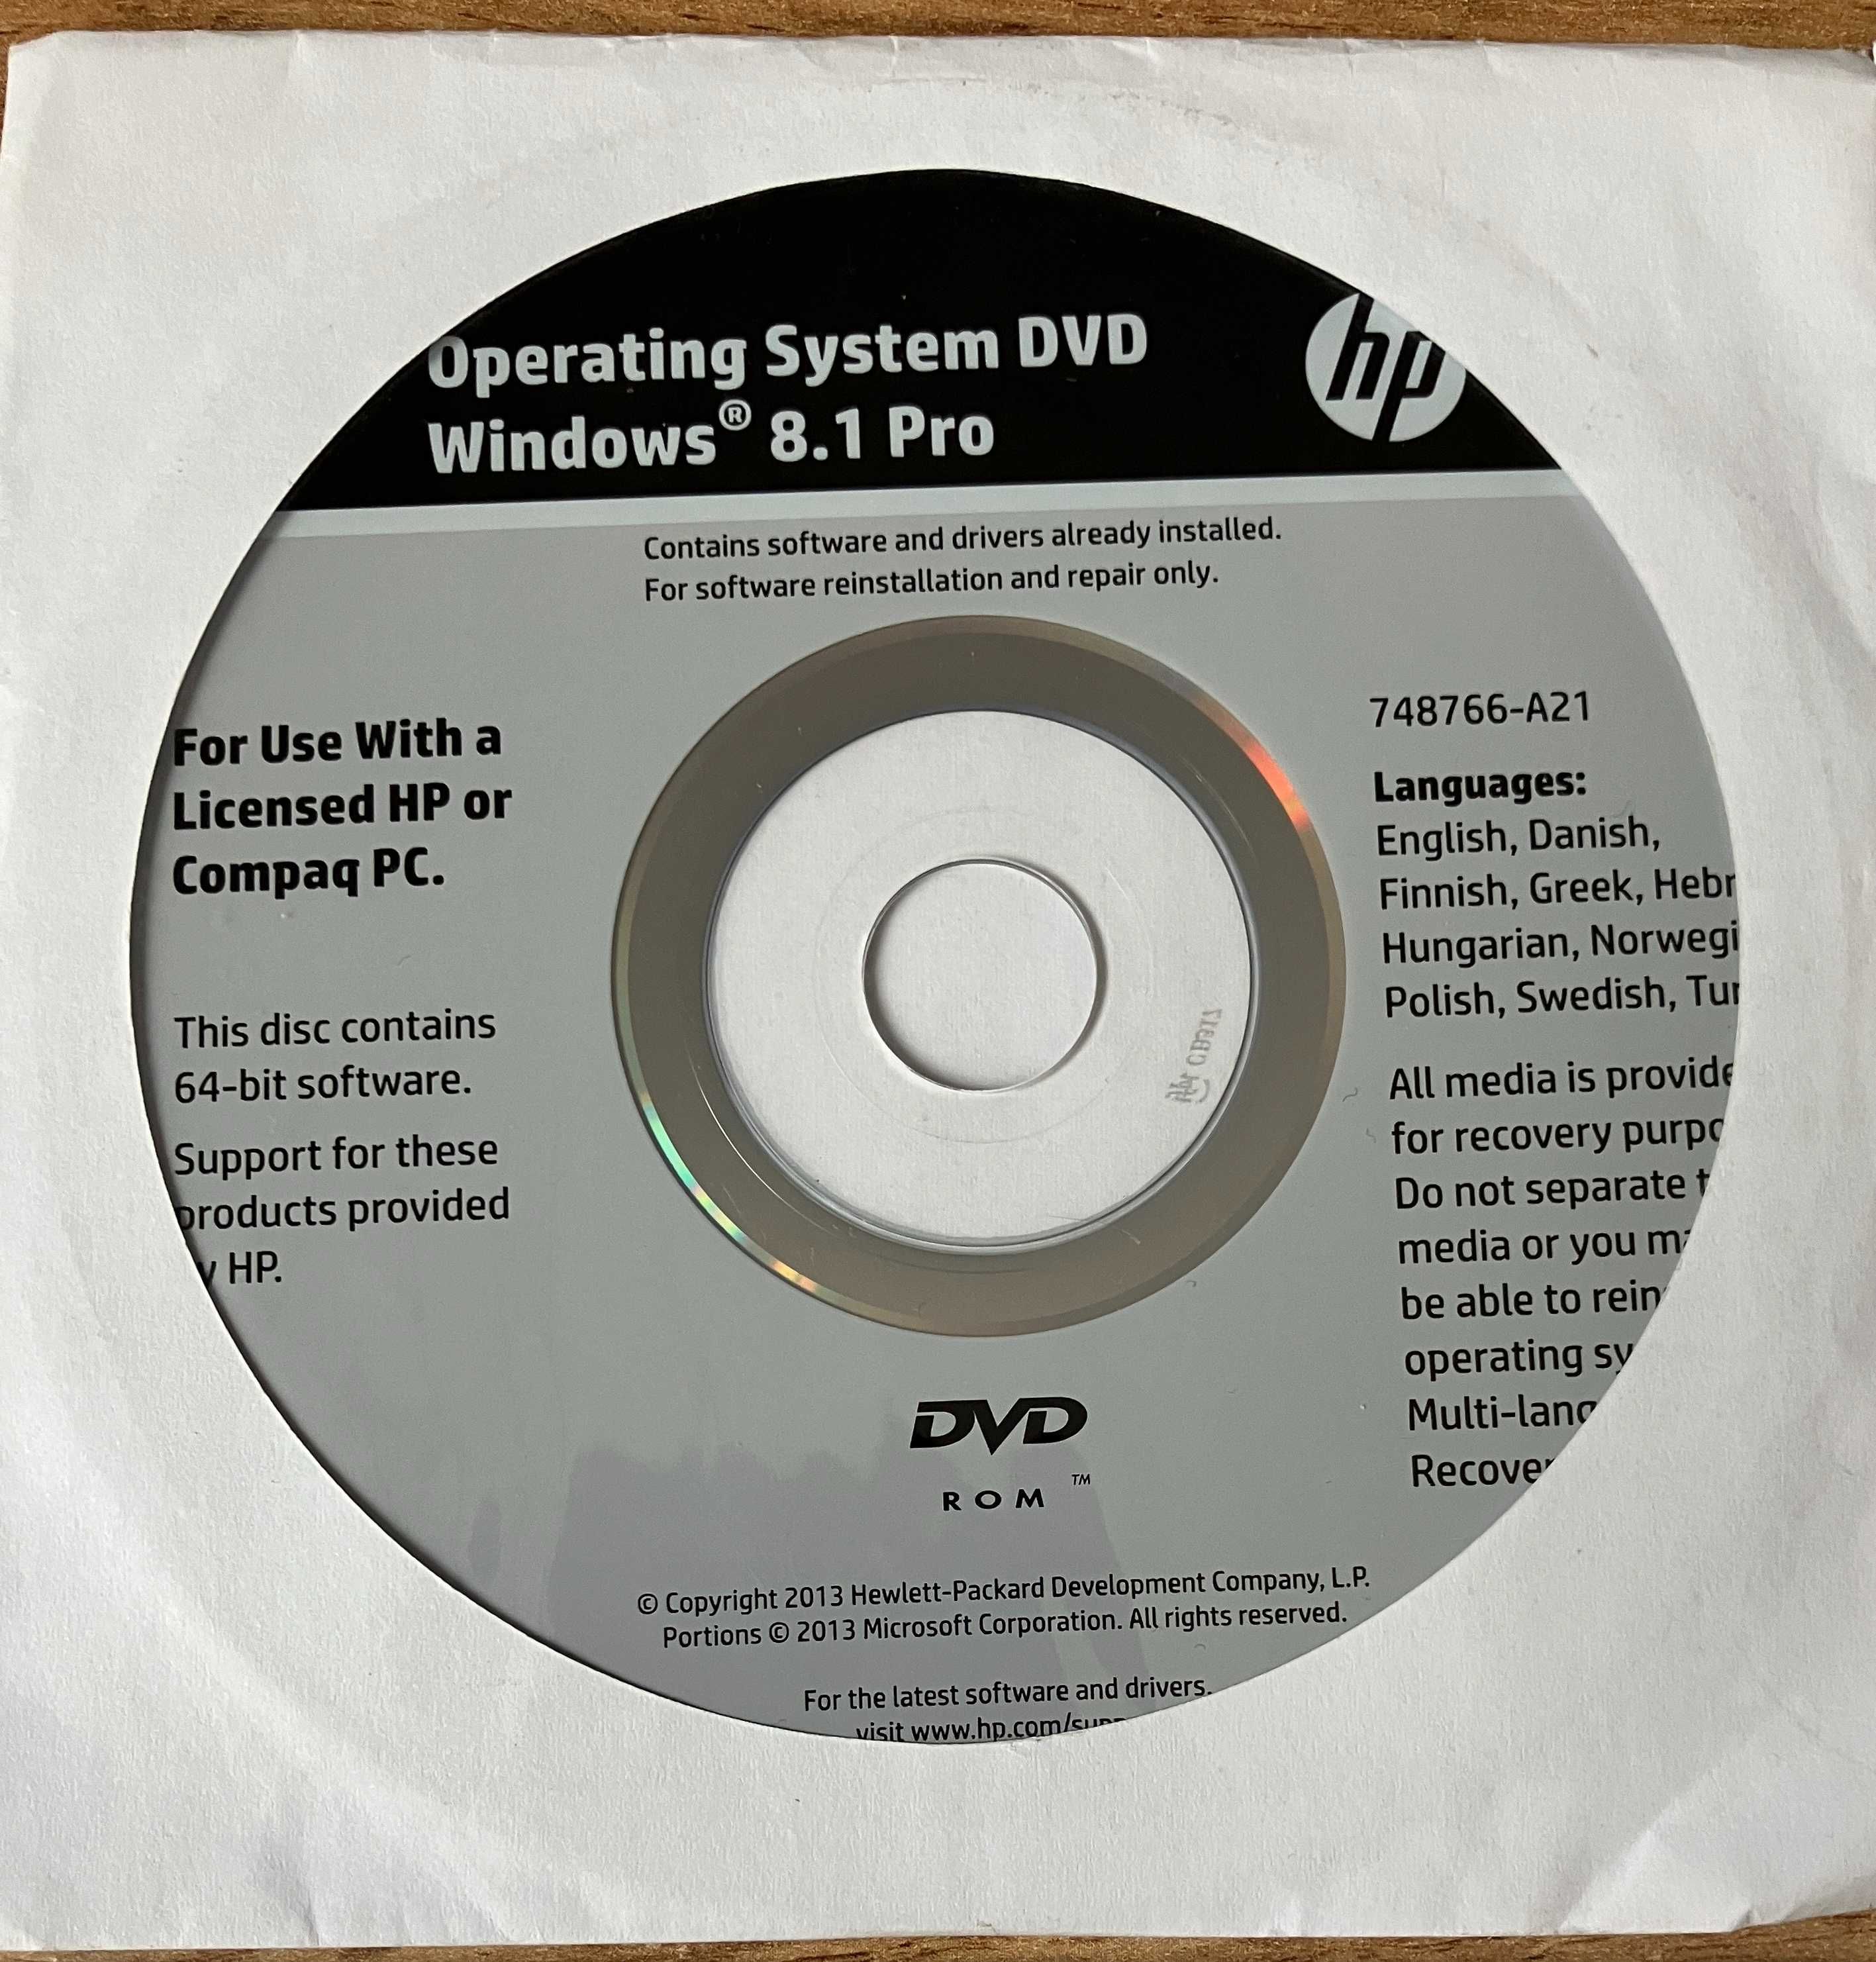 Operating System DVD
Windows® 8.1 Pro
hp
Contains software and drivers already installed.
For software reinstallation and repair only.
For Use With a
Licensed HP or
Compaq PC.
This disc contains
64-bit software.
Support for these
products provided
HP.
748766-A21
Languages:
English, Danish,
Finnish, Greek,
Hungarian,
Polish, Swedish,
All media is
for recovery
Do not separate
media or you
be able to
operating
DVD
ROM™
© Copyright 2013 Hewlett-Packard Development Company, L.P.
Portions © 2013 Microsoft Corporation. All rights reserved.
For the latest software and drivers,
visit